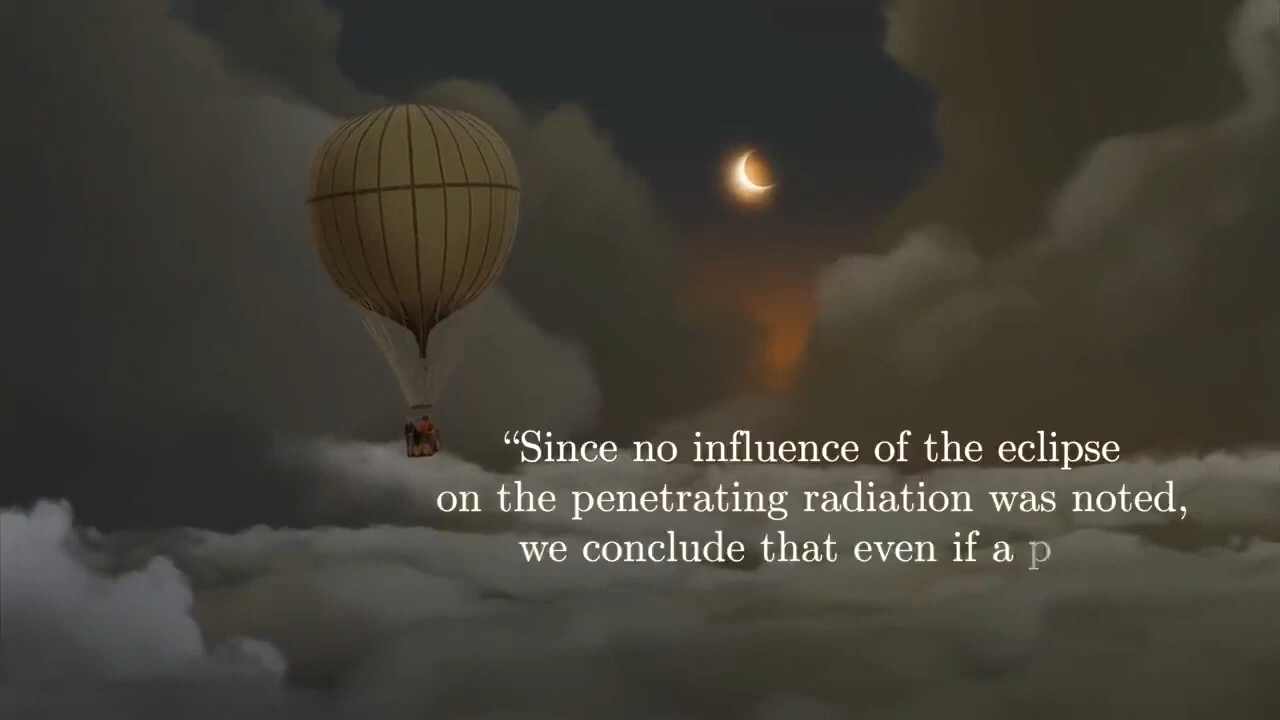 “Since no influence of the eclipse
on the penetrating radiation was noted,
we conclude that even if a p